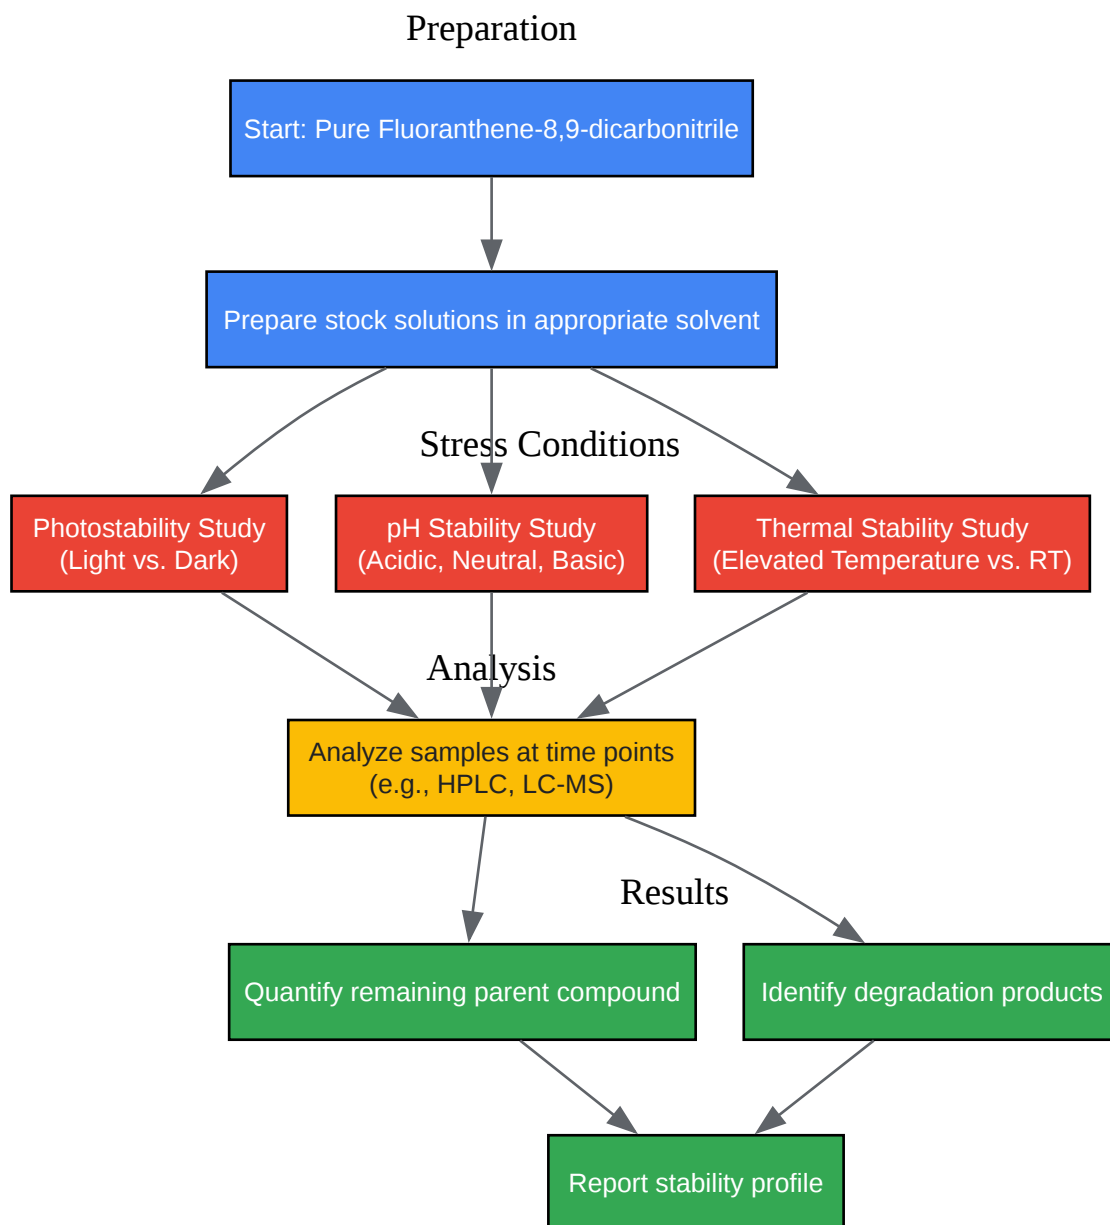 Preparation
Start: Pure Fluoranthene-8,9-dicarbonitrile
Prepare stock solutions in appropriate solvent
Stress Conditions
Photostability Study
(Light vs. Dark)
pH Stability Study
(Acidic, Neutral, Basic)
Thermal Stability Study
(Elevated Temperature vs. RT)
Analysis
Analyze samples at time points
(e.g., HPLC, LC-MS)
Results
Quantify remaining parent compound
Identify degradation products
Report stability profile